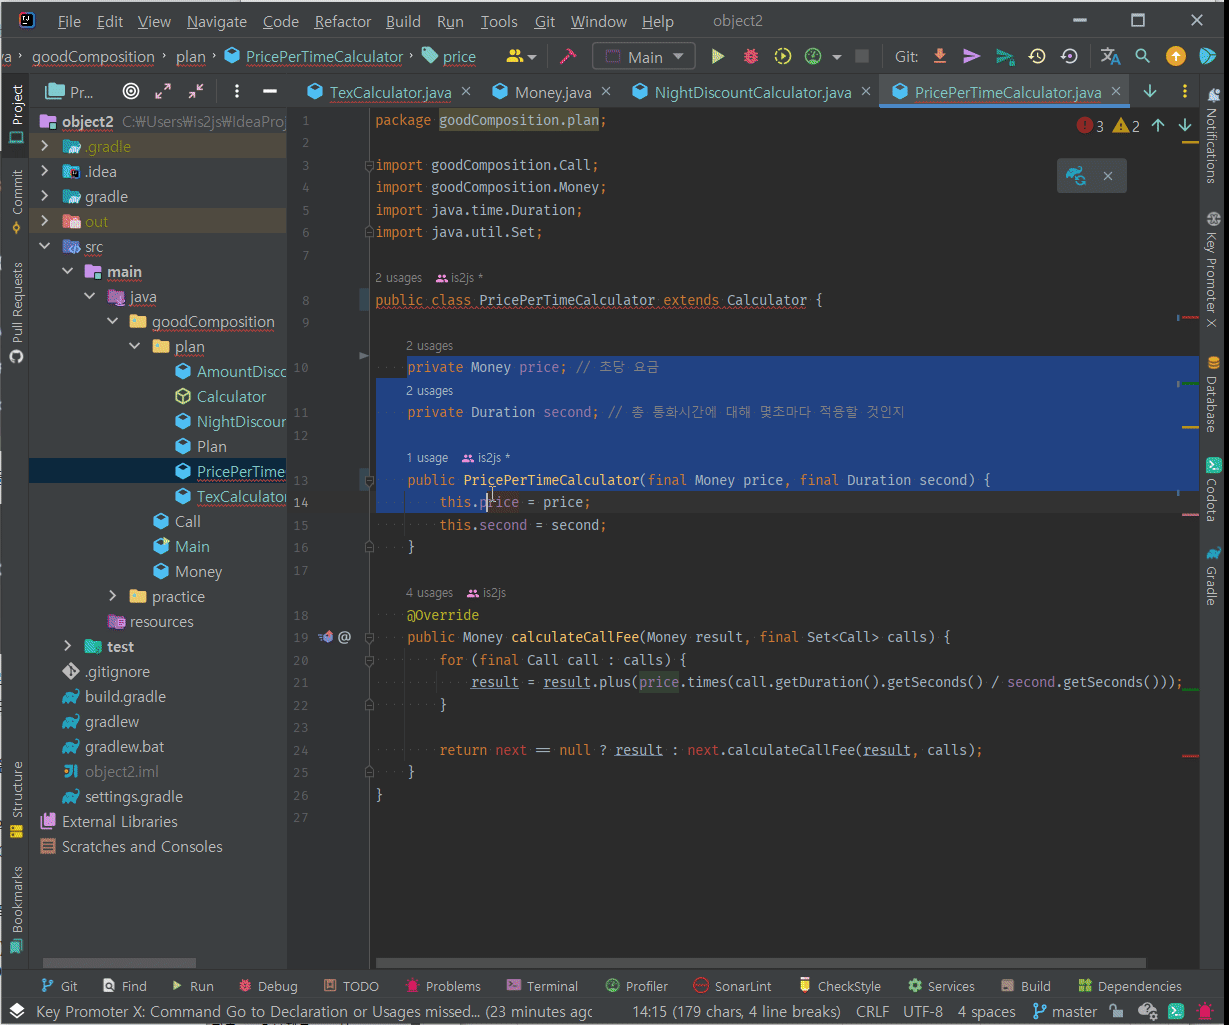 File Edit View Navigate Code Refactor Build Run Tools Git Window Help object2
va goodComposition plan PricePerTimeCalculator price Main Git:
Pr... TexCalculator.java Money.java NightDiscountCalculator.java PricePerTimeCalculator.java
Project
Commit
Pull Requests
Structure
Bookmarks
object2 C:₩Users₩is2js₩IdeaProj
.gradle
.idea
gradle
out
src
main
java
goodComposition
plan
AmountDisc
Calculator
NightDiscour
Plan
PricePerTime
TexCalculato
Call
Main
Money
practice
resources
test
.gitignore
build.gradle
gradlew
gradlew.bat
object2.iml
settings.gradle
External Libraries
Scratches and Consoles
3 2
1 package goodComposition.plan;
2
3 import goodComposition.Call;
4 import goodComposition.Money;
5 import java.time.Duration;
6 import java.util.Set;
7
2 usages is2js *
8 public class PricePerTimeCalculator extends Calculator {
9
2 usages
10 private Money price; // 초당 요금
2 usages
11 private Duration second; // 총 통화시간에 대해 몇초마다 적용할 것인지
12
1 usage is2js *
13 public PricePerTimeCalculator(final Money price, final Duration second) {
14 this.price = price;
15 this.second = second;
16 }
17
4 usages is2js
18 @Override
19 @ public Money calculateCallFee(Money result, final Set<Call> calls) {
20 for (final Call call : calls) {
21 result = result.plus(price.times(call.getDuration().getSeconds() / second.getSeconds()));
22 }
23
24 return next == null ? result : next.calculateCallFee(result, calls);
25 }
26 }
27
Notifications
Key Promoter X
Database
Codota
Gradle
Git Find Run Debug TODO Problems Terminal Profiler SonarLint CheckStyle Services Build Dependencies
Key Promoter X: Command Go to Declaration or Usages missed... (23 minutes agc 14:15 (179 chars, 4 line breaks) CRLF UTF-8 4 spaces master